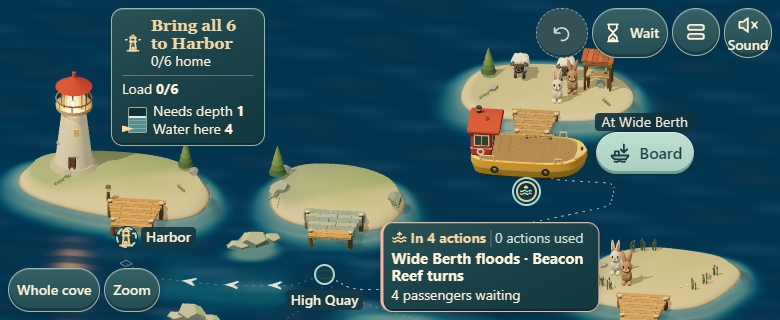 Bring all 6
to Harbor
0/6 home
Load 0/6
Needs depth 1
Water here 4
Wait
Sound
At Wide Berth
Board
Harbor
In 4 actions 0 actions used
Wide Berth floods · Beacon
Reef turns
4 passengers waiting
High Quay
Whole cove
Zoom